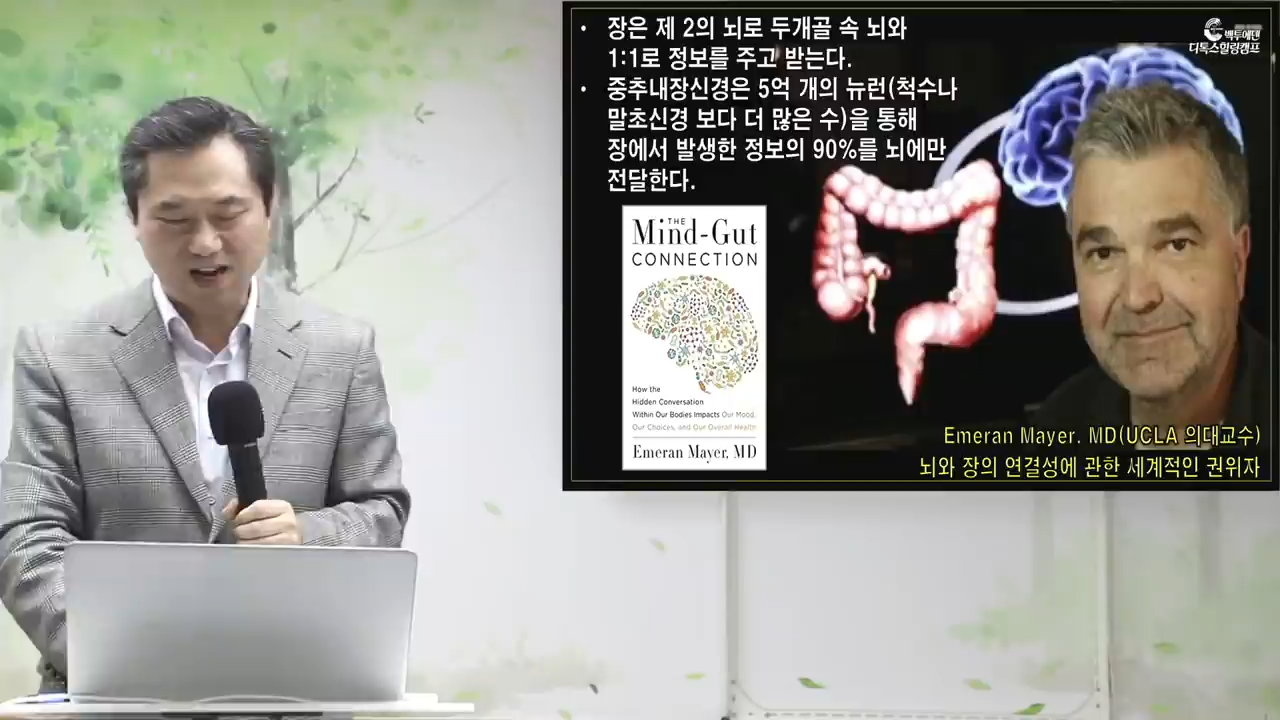 • 장은 제 2의 뇌로 두개골 속 뇌와
1:1로 정보를 주고 받는다.
• 중추내장신경은 5억 개의 뉴런(척수나
말초신경 보다 더 많은 수)을 통해
장에서 발생한 정보의 90%를 뇌에만
전달한다.
백투에덴
디톡스힐링캠프
THE
Mind-Gut
CONNECTION
How the
Hidden Conversation
Within Our Bodies Impacts Our Mood,
Our Choices, and Our Overall Health
Emeran Mayer, MD
Emeran Mayer. MD(UCLA 의대교수)
뇌와 장의 연결성에 관한 세계적인 권위자